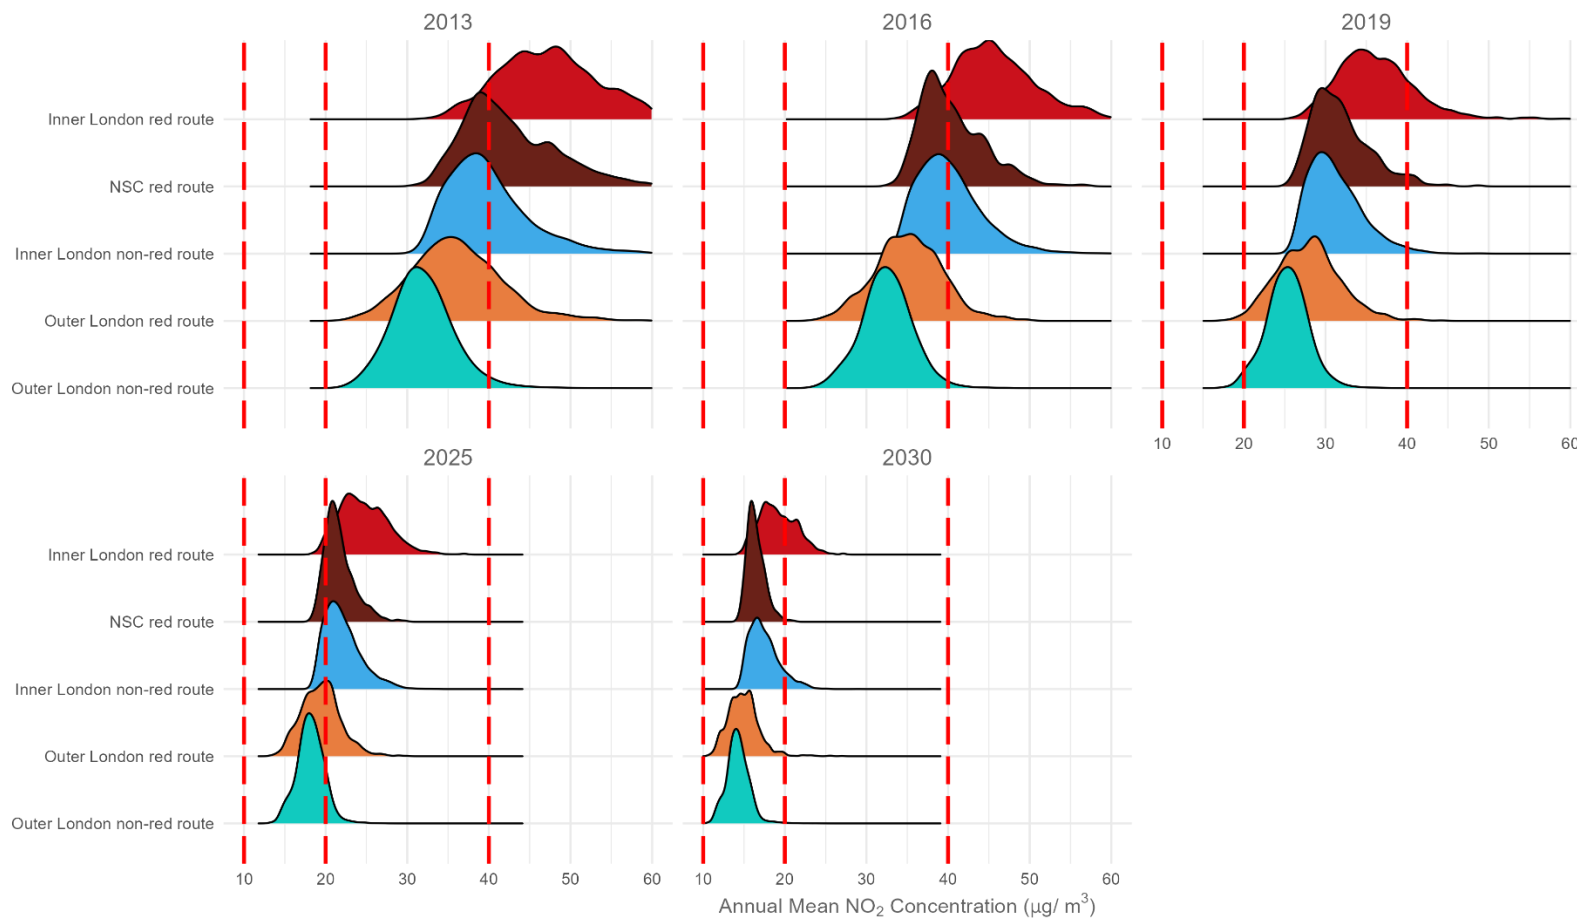 2013
2016
2019
Inner London red route
NSC red route
Inner London non-red route
Outer London red route
Outer London non-red route
10 20 30 40 50 60
2025
2030
Inner London red route
NSC red route
Inner London non-red route
Outer London red route
Outer London non-red route
10 20 30 40 50 60
10 20 30 40 50 60
Annual Mean NO₂ Concentration (μg/ m³)